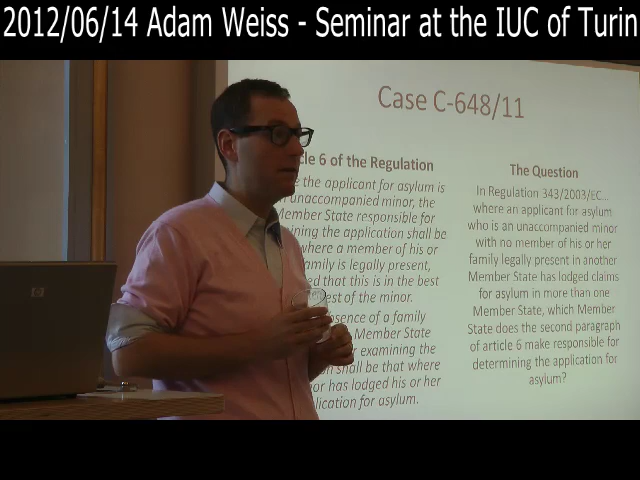 2012/06/14 Adam Weiss - Seminar at the IUC of Turin
Case C-648/11
6 of the Regulation
the applicant for asylum is
unaccompanied minor, the
Member State responsible for
the application shall be
where a member of his or
family is legally present,
that this is in the best
of the minor.
of a family
Member State
examining the
shall be that where
has lodged his or her
for asylum.
The Question
In Regulation 343/2003/EC...
where an applicant for asylum
who is an unaccompanied minor
with no member of his or her
family legally present in another
Member State has lodged claims
for asylum in more than one
Member State, which Member
State does the second paragraph
of article 6 make responsible for
determining the application for
asylum?
hp